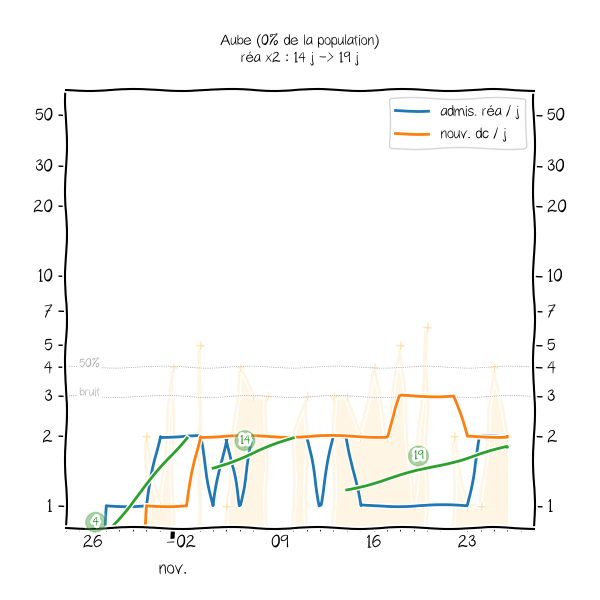 Aube (0% de la population)
réa x2 : 14 j -> 19 j
admis. réa / j
nouv. dc / j
50 50
30 30
20 20
10 10
7 7
5 5
4 50% 4
3 bruit 3
2 14 2
19
1 4 1
26 02 09 16 23
nov.